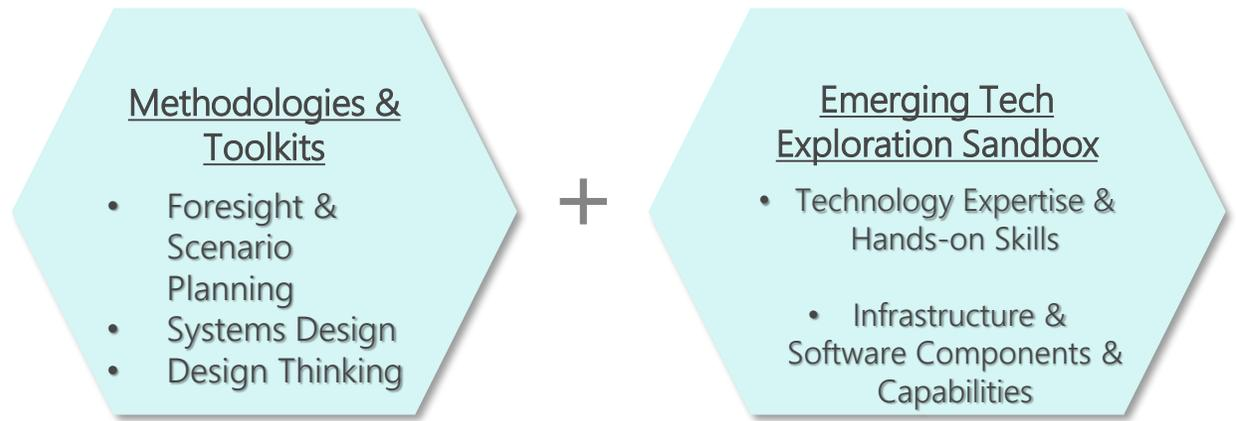 Methodologies &
Toolkits
• Foresight &
Scenario
Planning
• Systems Design
• Design Thinking
+
Emerging Tech
Exploration Sandbox
• Technology Expertise &
Hands-on Skills
• Infrastructure &
Software Components &
Capabilities